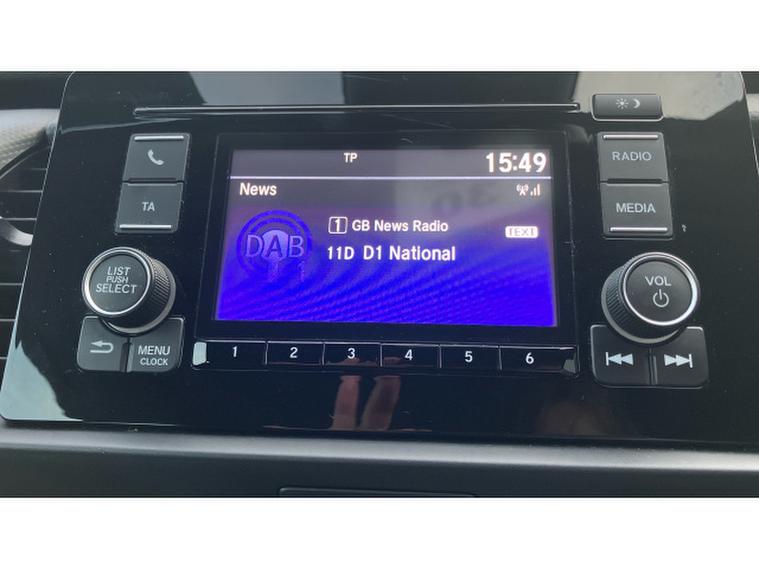 TP
15:49
News
1 GB News Radio
TEXT
DAB
11D D1 National
TA
RADIO
MEDIA
LIST
PUSH
SELECT
VOL
MENU
CLOCK
1 2 3 4 5 6